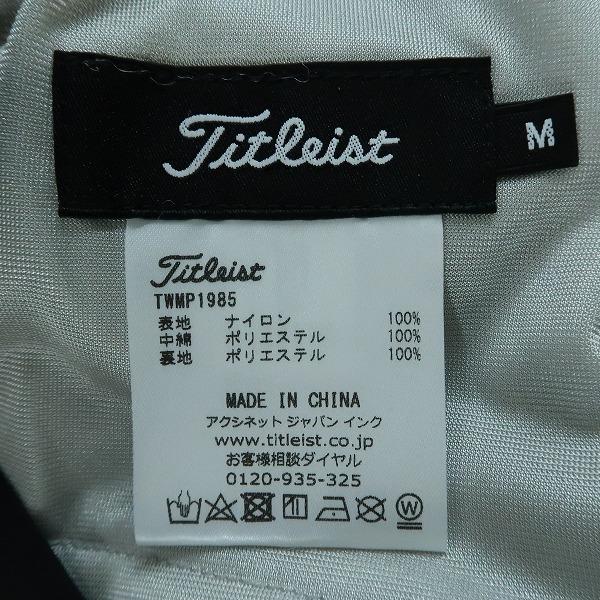 Titleist
M
Titleist
TWMP1985
表地 ナイロン 100%
中綿 ポリエステル 100%
裏地 ポリエステル 100%
MADE IN CHINA
アクシネット ジャパン インク
www.titleist.co.jp
お客様相談ダイヤル
0120-935-325
W